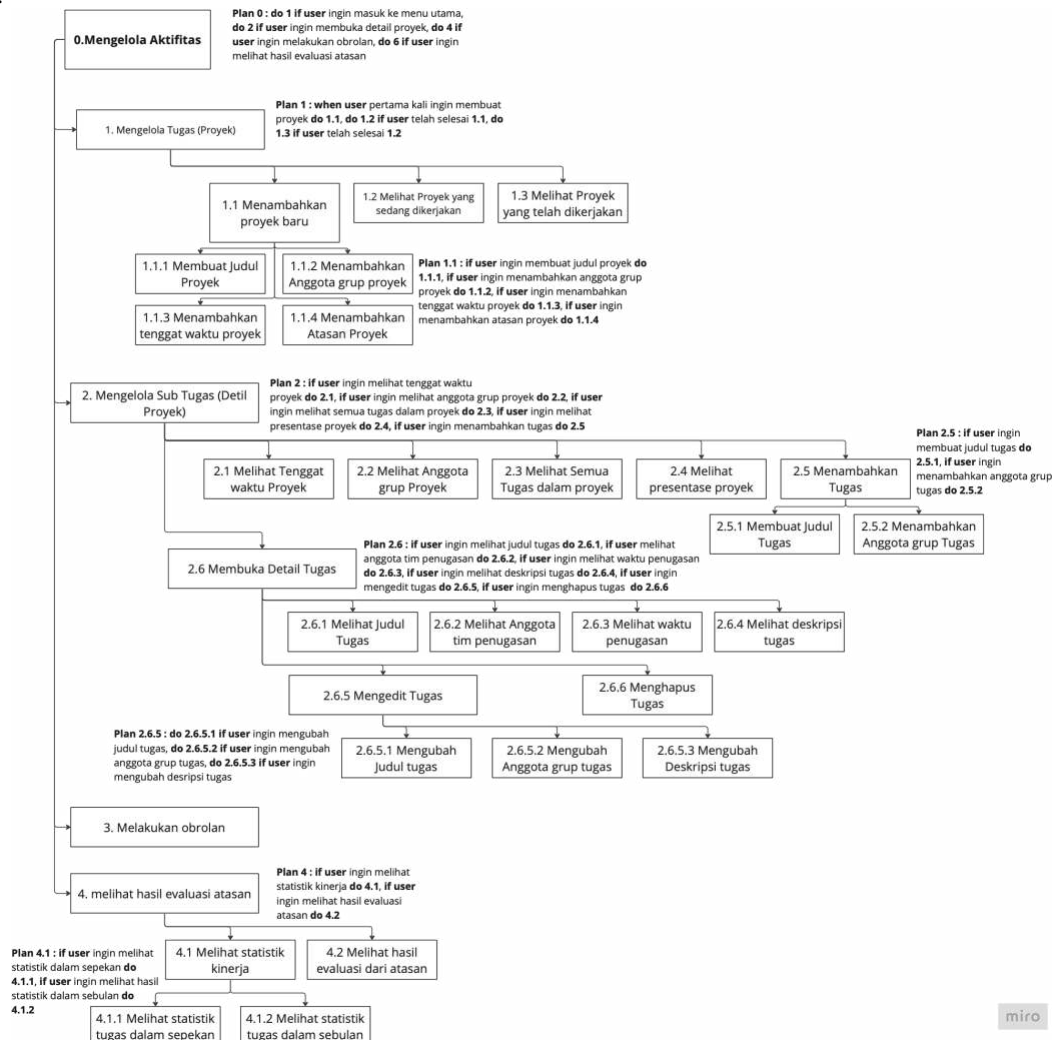 Plan 0 : do 1 if user ingin masuk ke menu utama,
do 2 if user ingin membuka detail proyek, do 4 if
user ingin melakukan obrolan, do 6 if user ingin
melihat hasil evaluasi atasan
0.Mengelola Aktifitas
Plan 1 : when user pertama kali ingin membuat
proyek do 1.1, do 1.2 if user telah selesai 1.1, do
1.3 if user telah selesai 1.2
1. Mengelola Tugas (Proyek)
1.1 Menambahkan
proyek baru
1.2 Melihat Proyek yang
sedang dikerjakan
1.3 Melihat Proyek
yang telah dikerjakan
1.1.1 Membuat Judul
Proyek
1.1.2 Menambahkan
Anggota grup proyek
1.1.3 Menambahkan
tenggat waktu proyek
1.1.4 Menambahkan
Atasan Proyek
Plan 1.1 : if user ingin membuat judul proyek do
1.1.1, if user ingin menambahkan anggota grup
proyek do 1.1.2, if user ingin menambahkan
tenggat waktu proyek do 1.1.3, if user ingin
menambahkan atasan proyek do 1.1.4
2. Mengelola Sub Tugas (Detil
Proyek)
Plan 2 : if user ingin melihat tenggat waktu
proyek do 2.1, if user ingin melihat anggota grup proyek do 2.2, if user
ingin melihat semua tugas dalam proyek do 2.3, if user ingin melihat
presentase proyek do 2.4, if user ingin menambahkan tugas do 2.5
2.1 Melihat Tenggat
waktu Proyek
2.2 Melihat Anggota
grup Proyek
2.3 Melihat Semua
Tugas dalam proyek
2.4 Melihat
presentase proyek
2.5 Menambahkan
Tugas
Plan 2.5 : if user ingin
membuat judul tugas do
2.5.1, if user ingin
menambahkan anggota grup
tugas do 2.5.2
2.5.1 Membuat Judul
Tugas
2.5.2 Menambahkan
Anggota grup Tugas
2.6 Membuka Detail Tugas
Plan 2.6 : if user ingin melihat judul tugas do 2.6.1, if user melihat
anggota tim penugasan do 2.6.2, if user ingin melihat waktu penugasan
do 2.6.3, if user ingin melihat deskripsi tugas do 2.6.4, if user ingin
mengedit tugas do 2.6.5, if user ingin menghapus tugas do 2.6.6
2.6.1 Melihat Judul
Tugas
2.6.2 Melihat Anggota
tim penugasan
2.6.3 Melihat waktu
penugasan
2.6.4 Melihat deskripsi
tugas
2.6.5 Mengedit Tugas
2.6.6 Menghapus
Tugas
Plan 2.6.5 : do 2.6.5.1 if user ingin mengubah
judul tugas, do 2.6.5.2 if user ingin mengubah
anggota grup tugas, do 2.6.5.3 if user ingin
mengubah desripsi tugas
2.6.5.1 Mengubah
Judul tugas
2.6.5.2 Mengubah
Anggota grup tugas
2.6.5.3 Mengubah
Deskripsi tugas
3. Melakukan obrolan
4. melihat hasil evaluasi atasan
Plan 4 : if user ingin melihat
statistik kinerja do 4.1, if user
ingin melihat hasil evaluasi
atasan do 4.2
Plan 4.1 : if user ingin melihat
statistik dalam sepekan do
4.1.1, if user ingin melihat hasil
statistik dalam sebulan do
4.1.2
4.1 Melihat statistik
kinerja
4.2 Melihat hasil
evaluasi dari atasan
4.1.1 Melihat statistik
tugas dalam sepekan
4.1.2 Melihat statistik
tugas dalam sebulan
miro